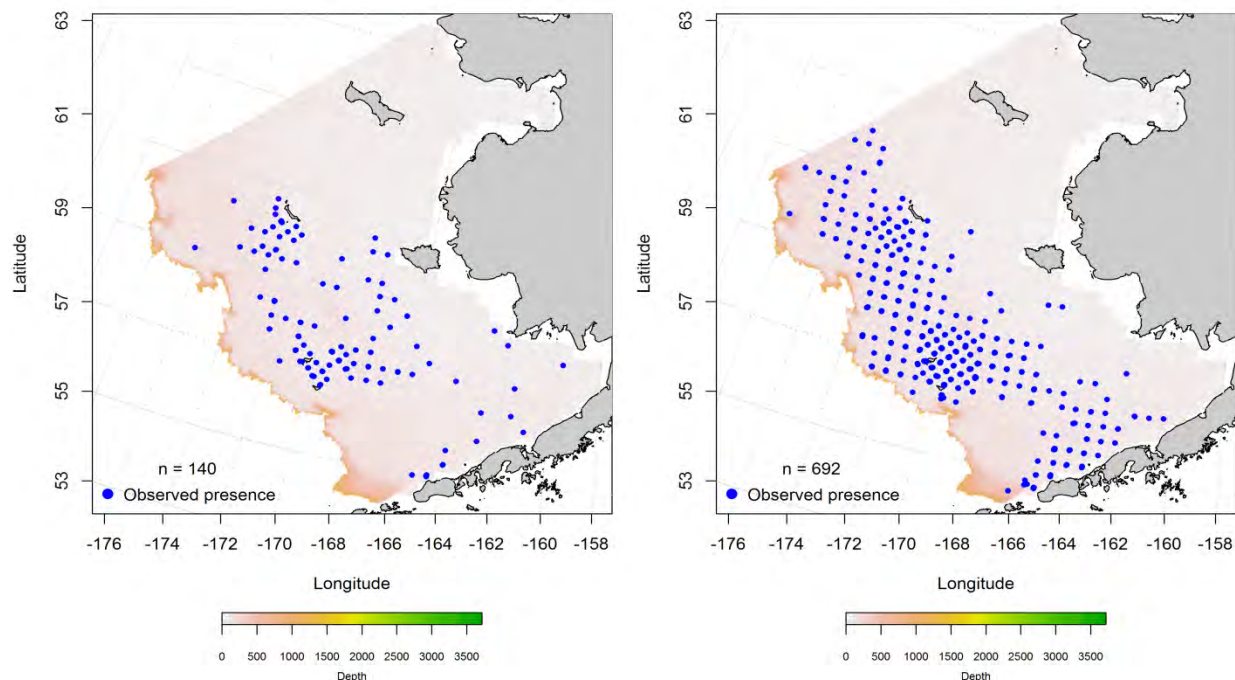 63
61
59
57
55
53
Latitude
n = 140
Observed presence
-176 -174 -172 -170 -168 -166 -164 -162 -160 -158
Longitude
0 500 1000 1500 2000 2500 3000 3500
Depth
63
61
59
57
55
53
Latitude
n = 692
Observed presence
-176 -174 -172 -170 -168 -166 -164 -162 -160 -158
Longitude
0 500 1000 1500 2000 2500 3000 3500
Depth